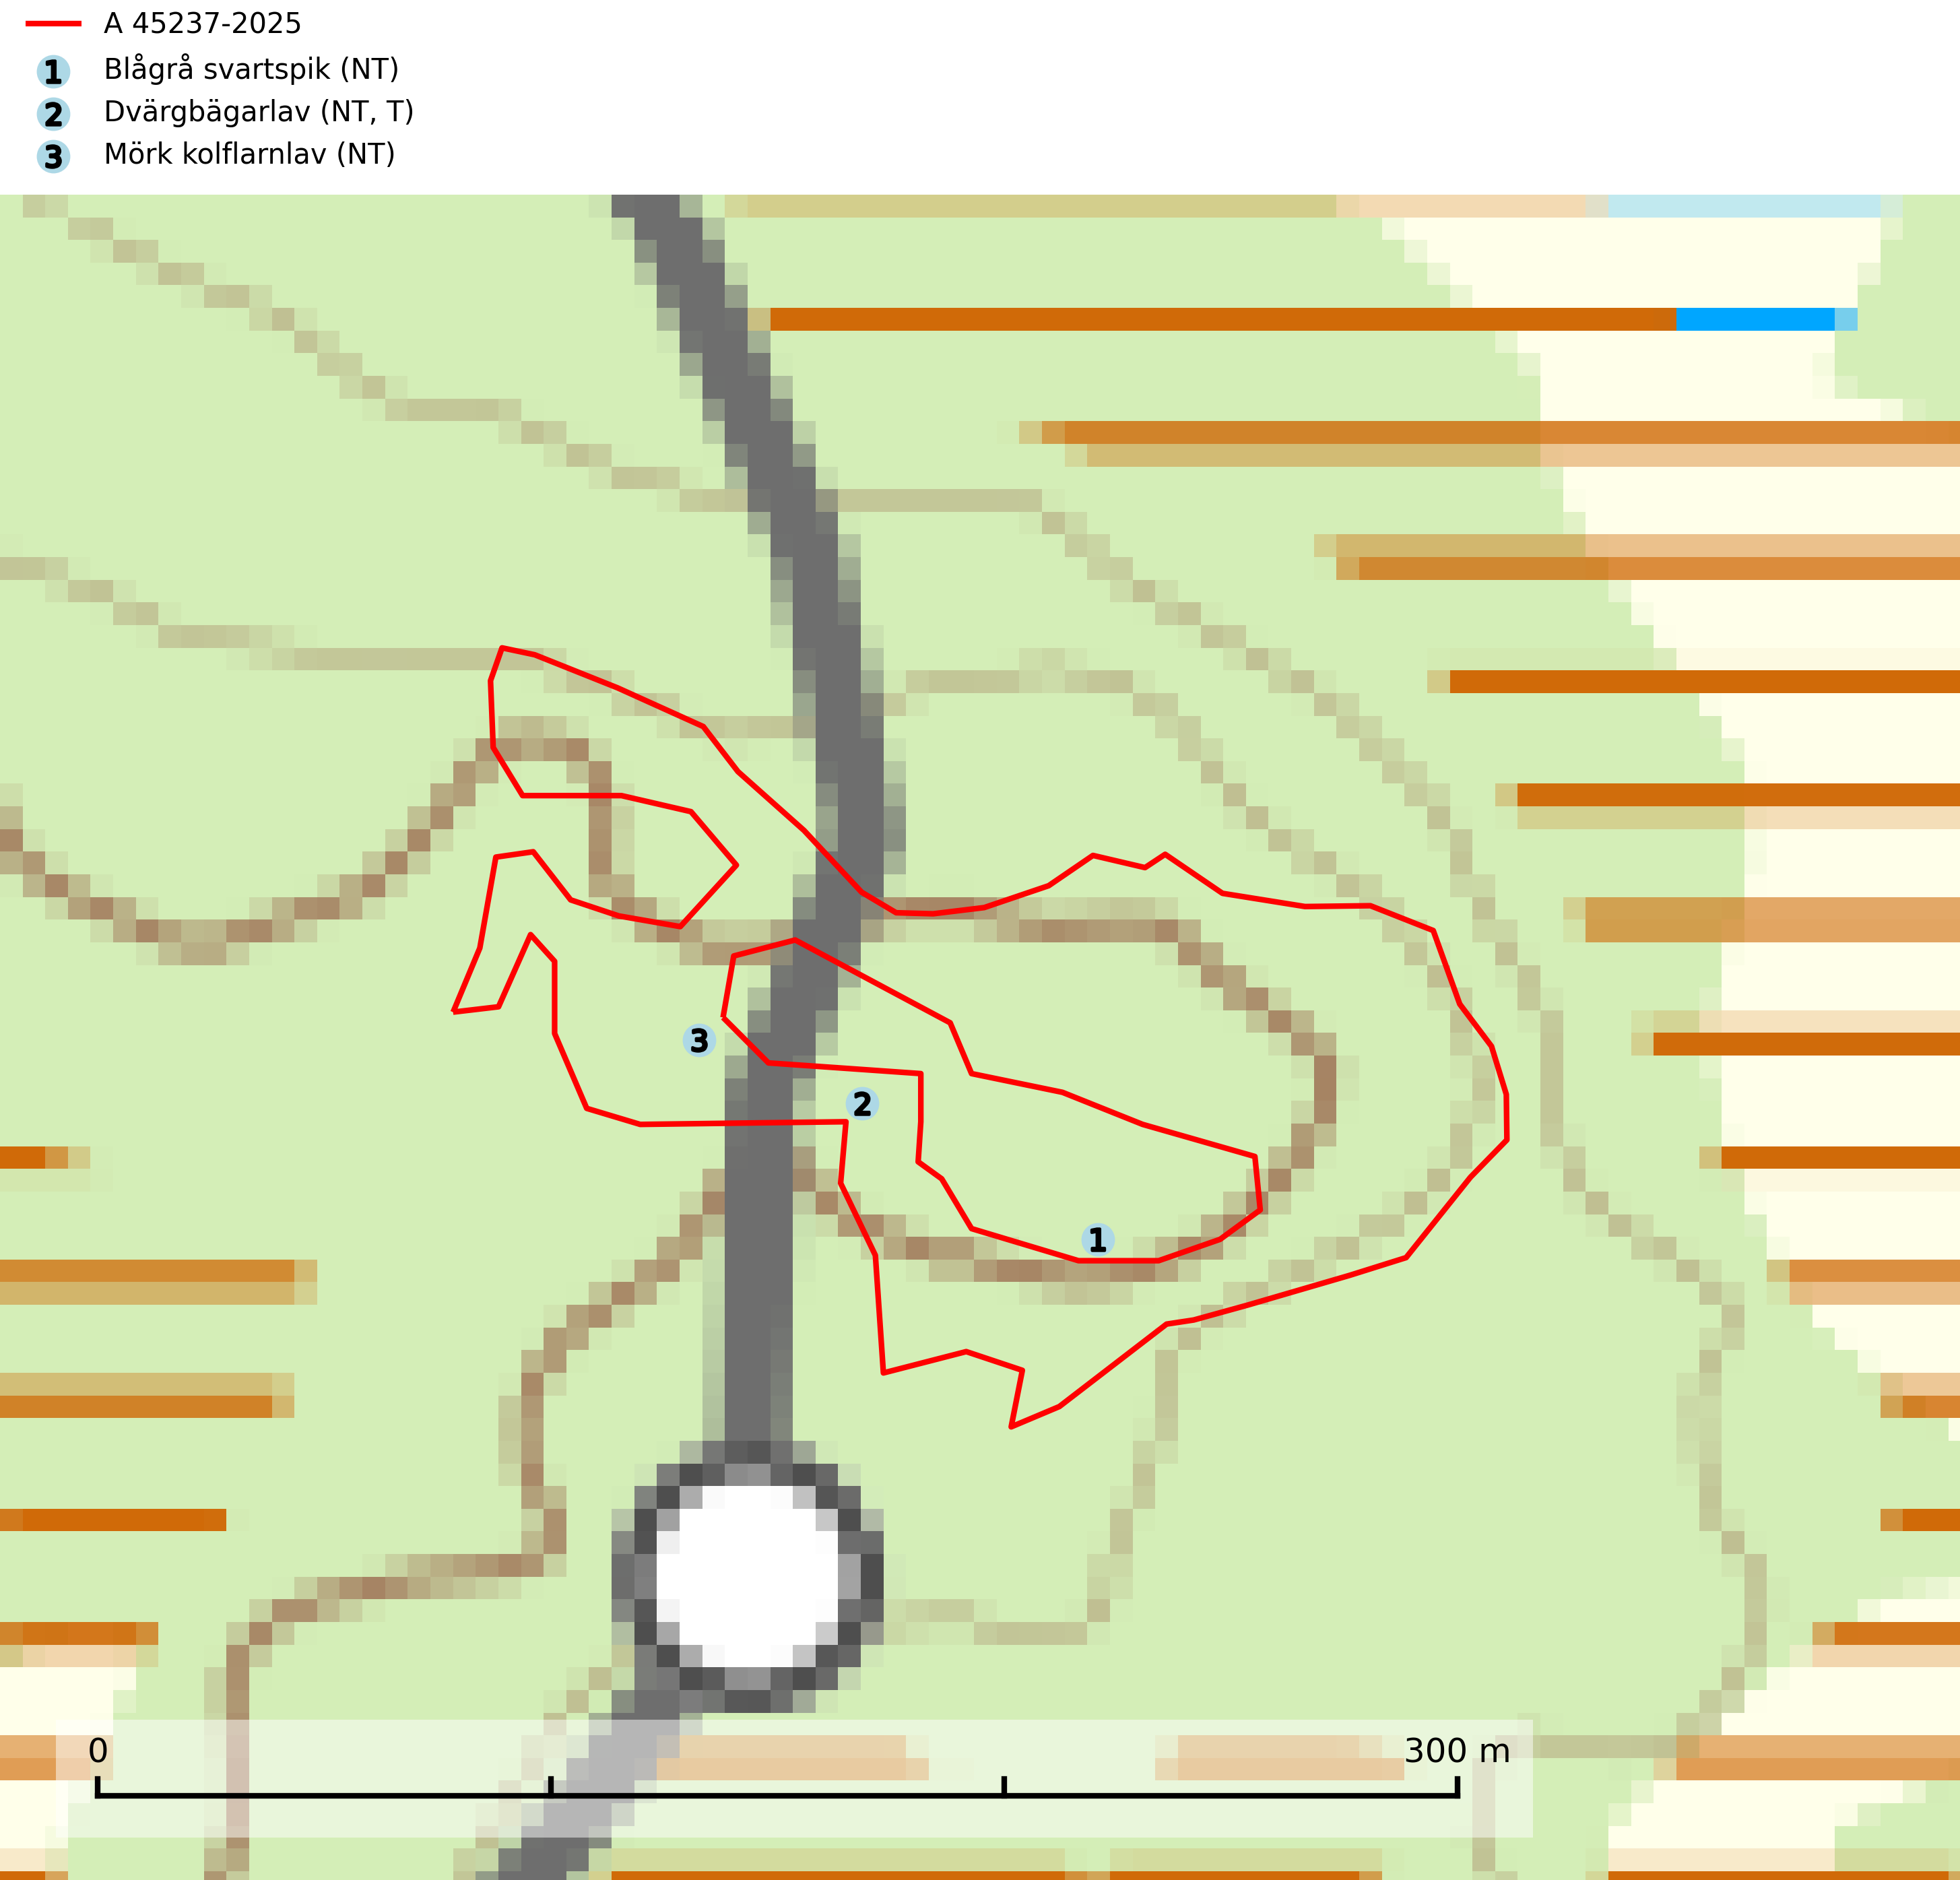 A 45237-2025
1 Blågrå svartspik (NT)
2 Dvärgbägarlav (NT, T)
3 Mörk kolflarnlav (NT)
3
2
1
0 300 m